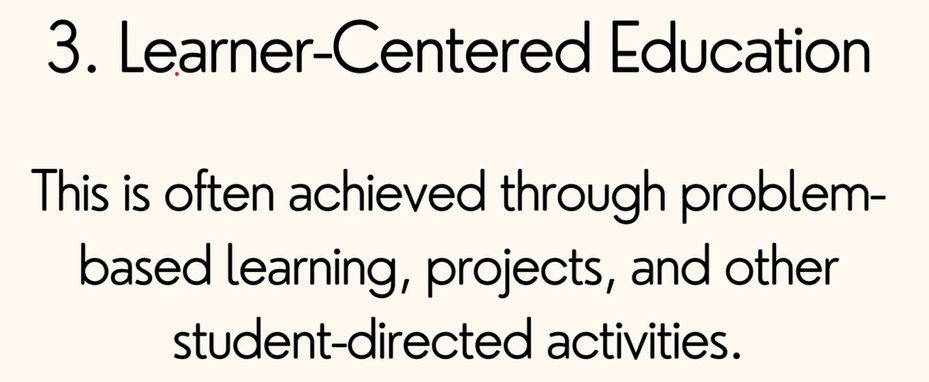 3. Learner-Centered Education
This is often achieved through problem-
based learning, projects, and other
student-directed activities.